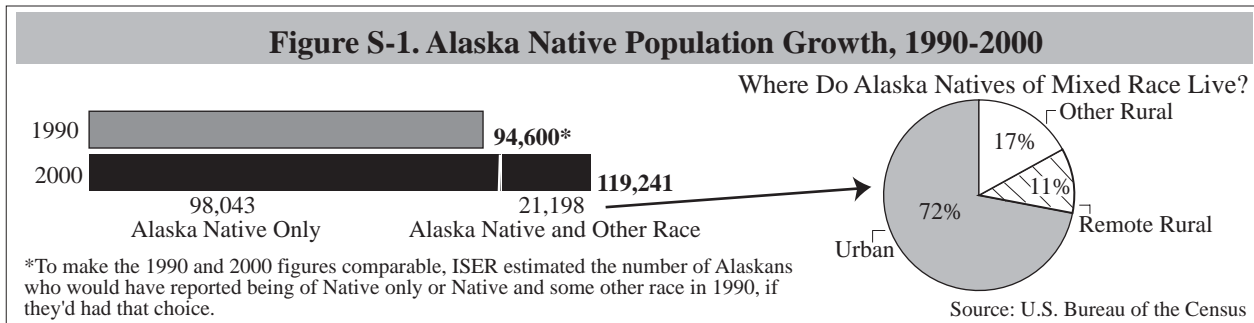 Figure S-1. Alaska Native Population Growth, 1990-2000
1990
94,600*
2000
119,241
98,043
21,198
Alaska Native Only
Alaska Native and Other Race
*To make the 1990 and 2000 figures comparable, ISER estimated the number of Alaskans
who would have reported being of Native only or Native and some other race in 1990, if
they'd had that choice.
Where Do Alaska Natives of Mixed Race Live?
Other Rural
17%
11%
72%
Remote Rural
Urban
Source: U.S. Bureau of the Census